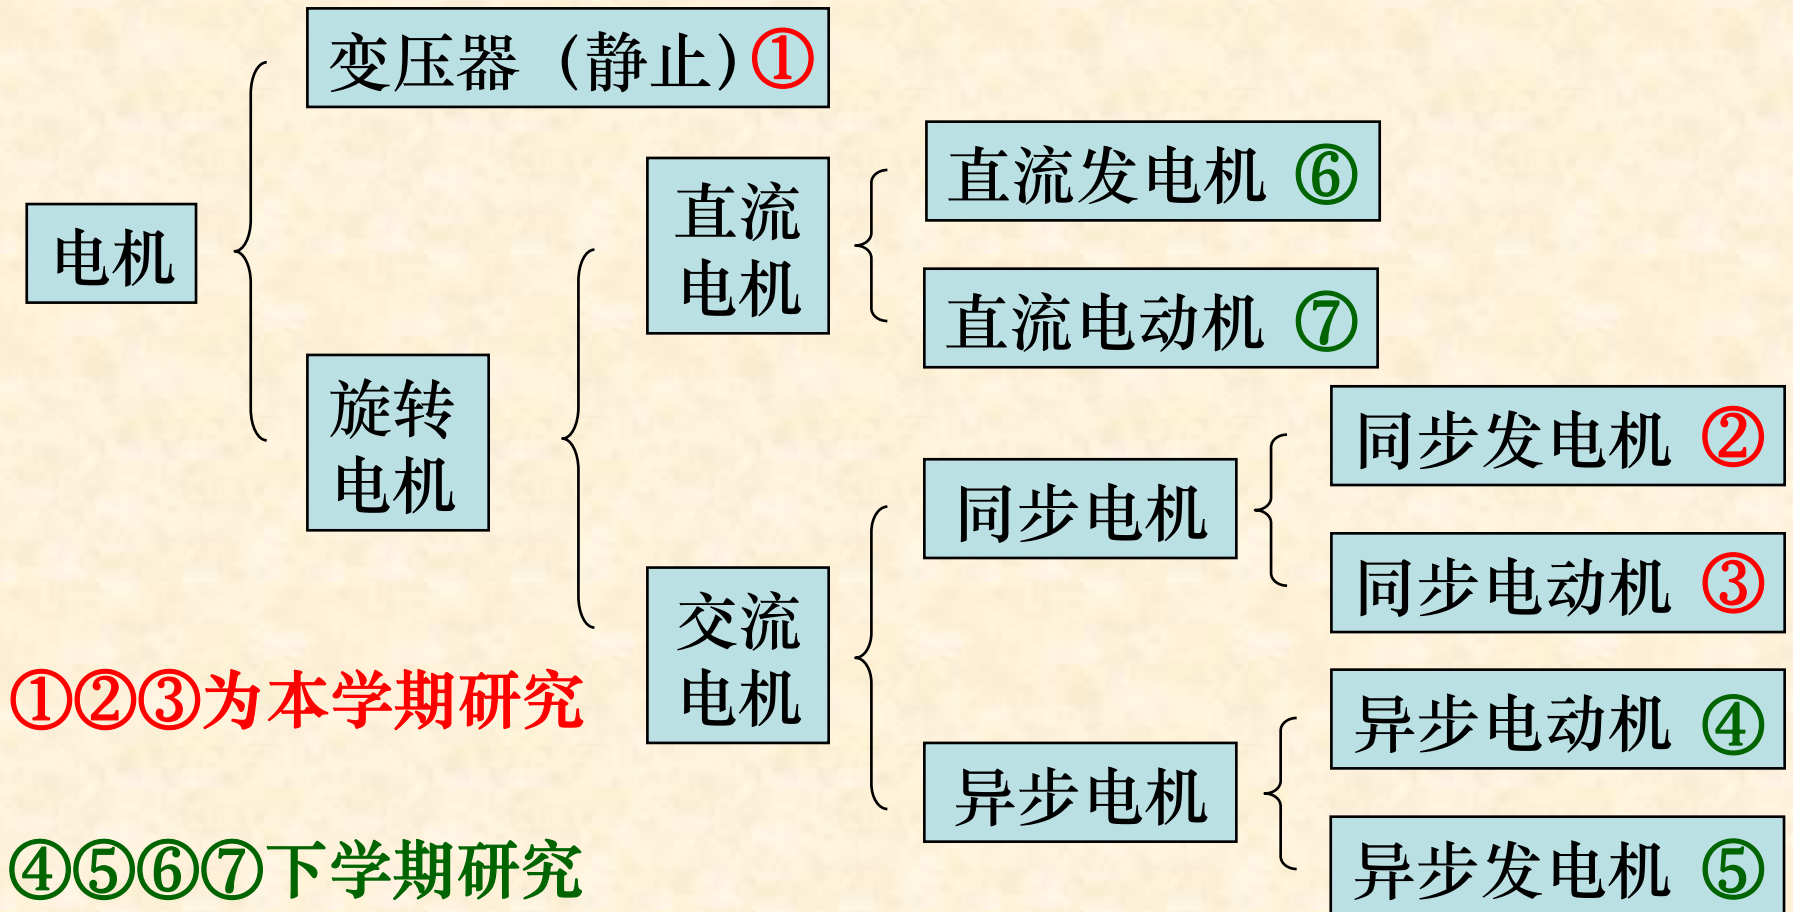 变压器（静止）①
直流发电机 ⑥
直流
电机
电机
直流电动机 ⑦
旋转
电机
同步发电机 ②
同步电机
同步电动机 ③
交流
电机
①②③为本学期研究
异步电动机 ④
异步电机
④⑤⑥⑦下学期研究
异步发电机 ⑤